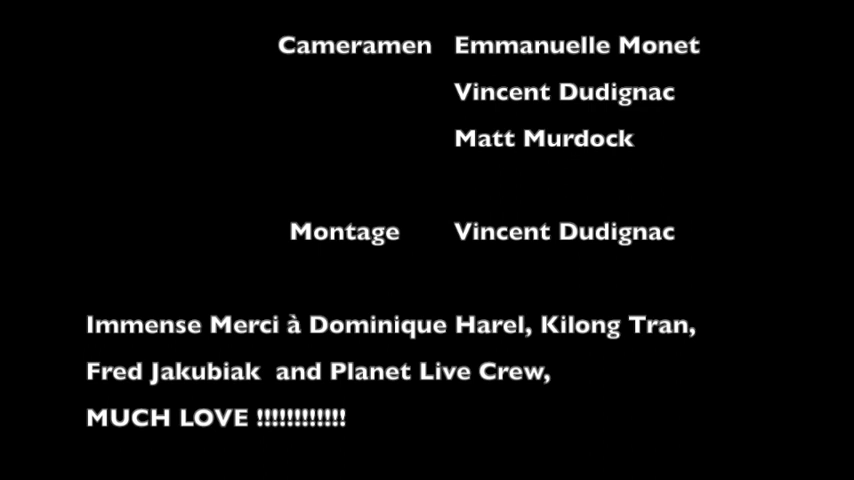 Cameramen Emmanuelle Monet
Vincent Dudignac
Matt Murdock
Montage Vincent Dudignac
Immense Merci à Dominique Harel, Kilong Tran,
Fred Jakubiak and Planet Live Crew,
MUCH LOVE !!!!!!!!!!!!!